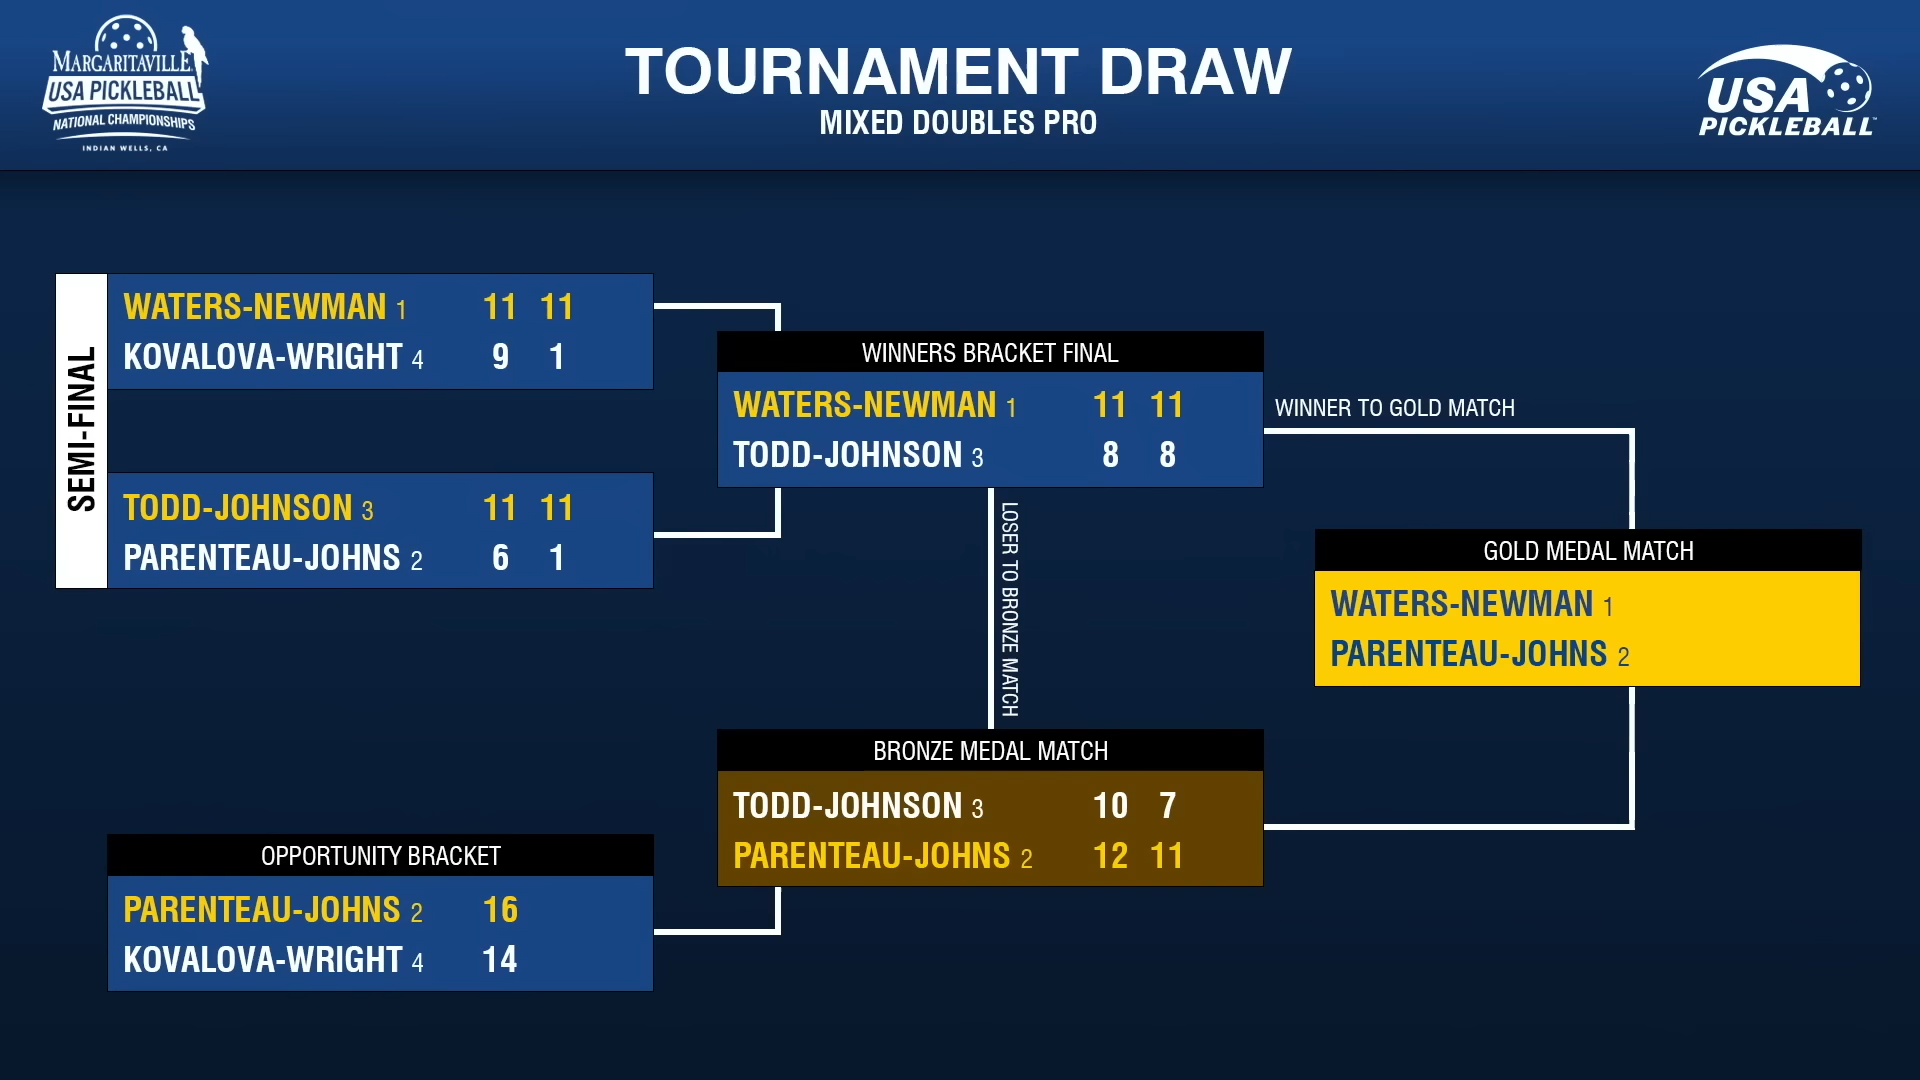 MARGARITAVILLE
USA PICKLEBALL
NATIONAL CHAMPIONSHIPS
INDIAN WELLS, CA
TOURNAMENT DRAW
MIXED DOUBLES PRO
USA
PICKLEBALL™
SEMI-FINAL
WATERS-NEWMAN 1 11 11
KOVALOVA-WRIGHT 4 9 1
TODD-JOHNSON 3 11 11
PARENTEAU-JOHNS 2 6 1
WINNERS BRACKET FINAL
WATERS-NEWMAN 1 11 11
TODD-JOHNSON 3 8 8
WINNER TO GOLD MATCH
LOSER TO BRONZE MATCH
GOLD MEDAL MATCH
WATERS-NEWMAN 1
PARENTEAU-JOHNS 2
BRONZE MEDAL MATCH
TODD-JOHNSON 3 10 7
PARENTEAU-JOHNS 2 12 11
OPPORTUNITY BRACKET
PARENTEAU-JOHNS 2 16
KOVALOVA-WRIGHT 4 14